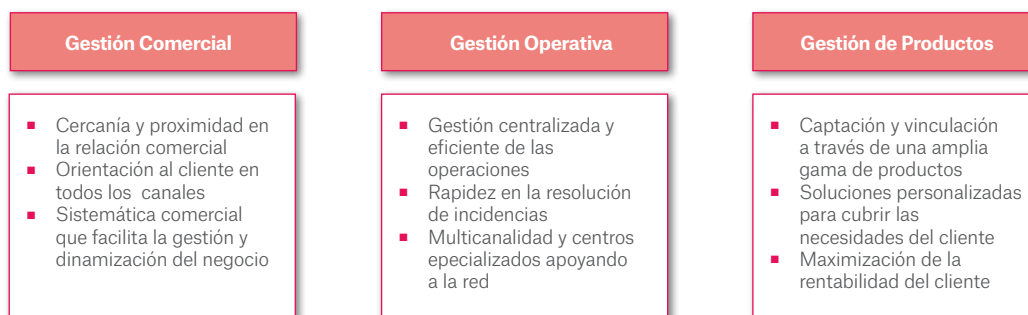 Gestión Comercial
Cercanía y proximidad en
la relación comercial
Orientación al cliente en
todos los canales
Sistemática comercial
que facilita la gestión y
dinamización del negocio
Gestión Operativa
Gestión centralizada y
eficiente de las
operaciones
Rapidez en la resolución
de incidencias
Multicanalidad y centros
epecializados apoyando
a la red
Gestión de Productos
Captación y vinculación
a través de una amplia
gama de productos
Soluciones personalizadas
para cubrir las
necesidades del cliente
Maximización de la
rentabilidad del cliente